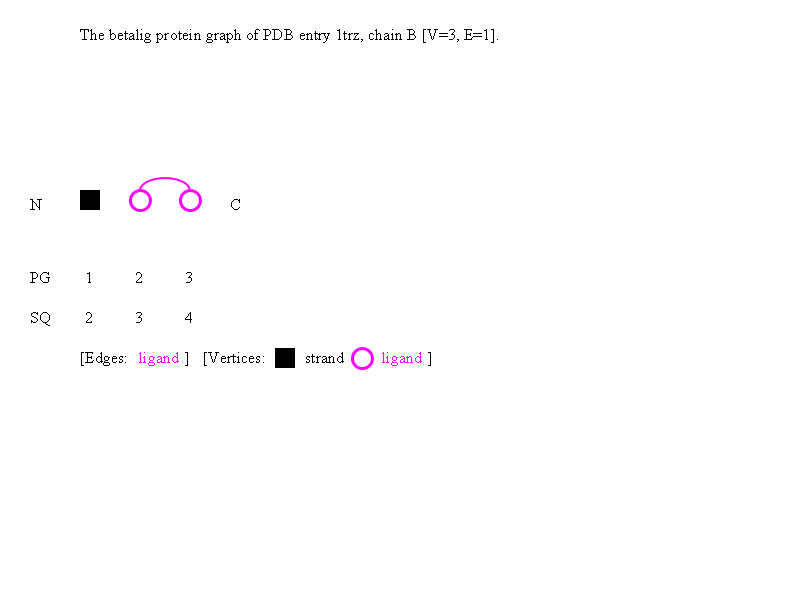 The betalig protein graph of PDB entry 1trz, chain B [V=3, E=1].
N C
PG 1 2 3
SQ 2 3 4
[Edges: ligand ] [Vertices: strand ligand ]